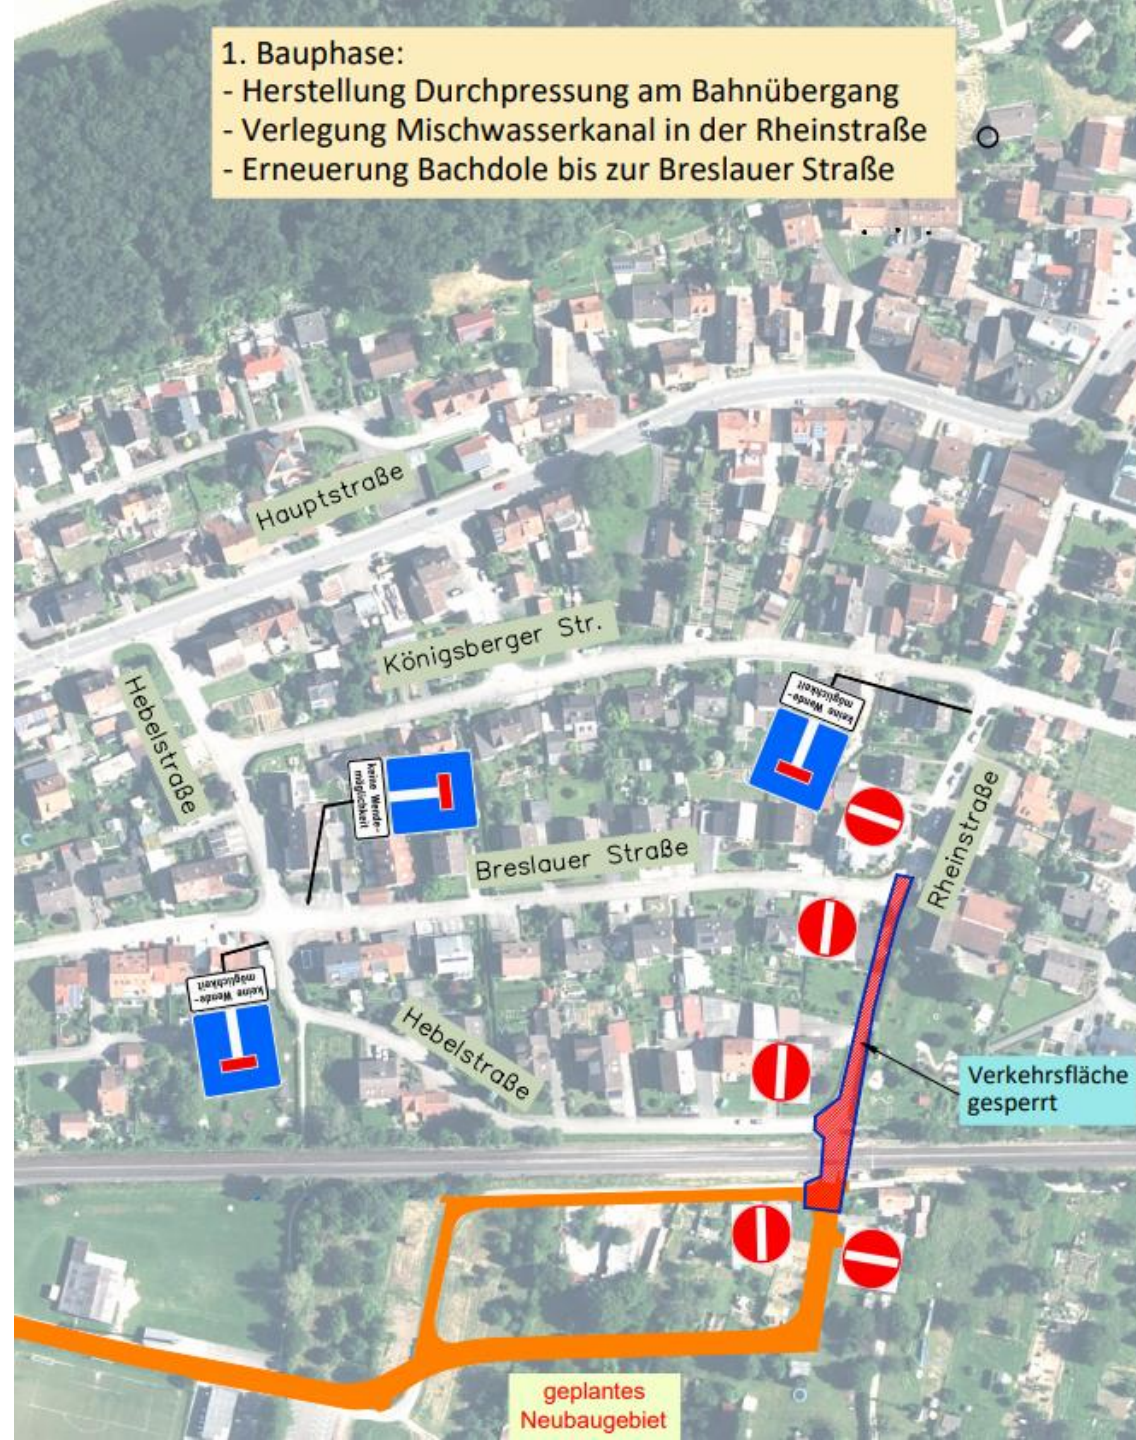 1. Bauphase:
- Herstellung Durchpressung am Bahnübergang
- Verlegung Mischwasserkanal in der Rheinstraße
- Erneuerung Bachdole bis zur Breslauer Straße
Hauptstraße
Königsberger Str.
Hebelstraße
keine Wende-
möglichkeit
keine Wende-
möglichkeit
Rheinstraße
Breslauer Straße
keine Wende-
möglichkeit
Hebelstraße
Verkehrsfläche
gesperrt
geplantes
Neubaugebiet